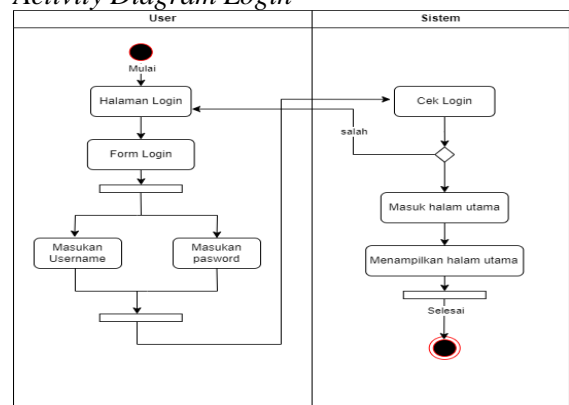 Activity Diagram Login
User
Sistem
Mulai
Halaman Login
Form Login
Masukan
Username
Masukan
pasword
Cek Login
salah
Masuk halam utama
Menampilkan halam utama
Selesai